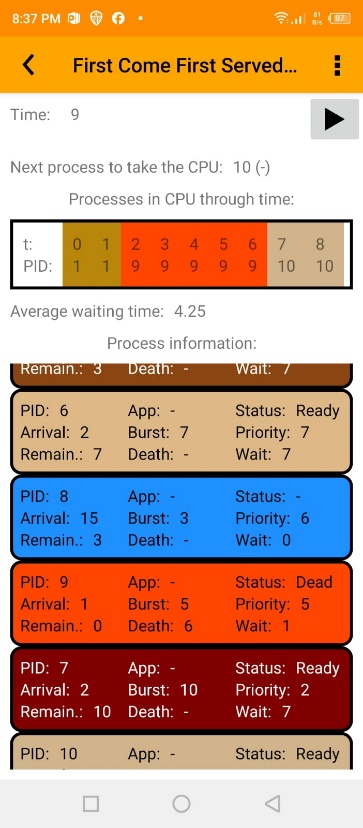 8:37 PM 81 B/s 87
First Come First Served...
Time: 9
Next process to take the CPU: 10 (-)
Processes in CPU through time:
t: 0 1 2 3 4 5 6 7 8
PID: 1 1 9 9 9 9 9 10 10
Average waiting time: 4.25
Process information:
Remain.: 3 Death: - Wait: 7
PID: 6 App: - Status: Ready
Arrival: 2 Burst: 7 Priority: 7
Remain.: 7 Death: - Wait: 7
PID: 8 App: - Status: -
Arrival: 15 Burst: 3 Priority: 6
Remain.: 3 Death: - Wait: 0
PID: 9 App: - Status: Dead
Arrival: 1 Burst: 5 Priority: 5
Remain.: 0 Death: 6 Wait: 1
PID: 7 App: - Status: Ready
Arrival: 2 Burst: 10 Priority: 2
Remain.: 10 Death: - Wait: 7
PID: 10 App: - Status: Ready